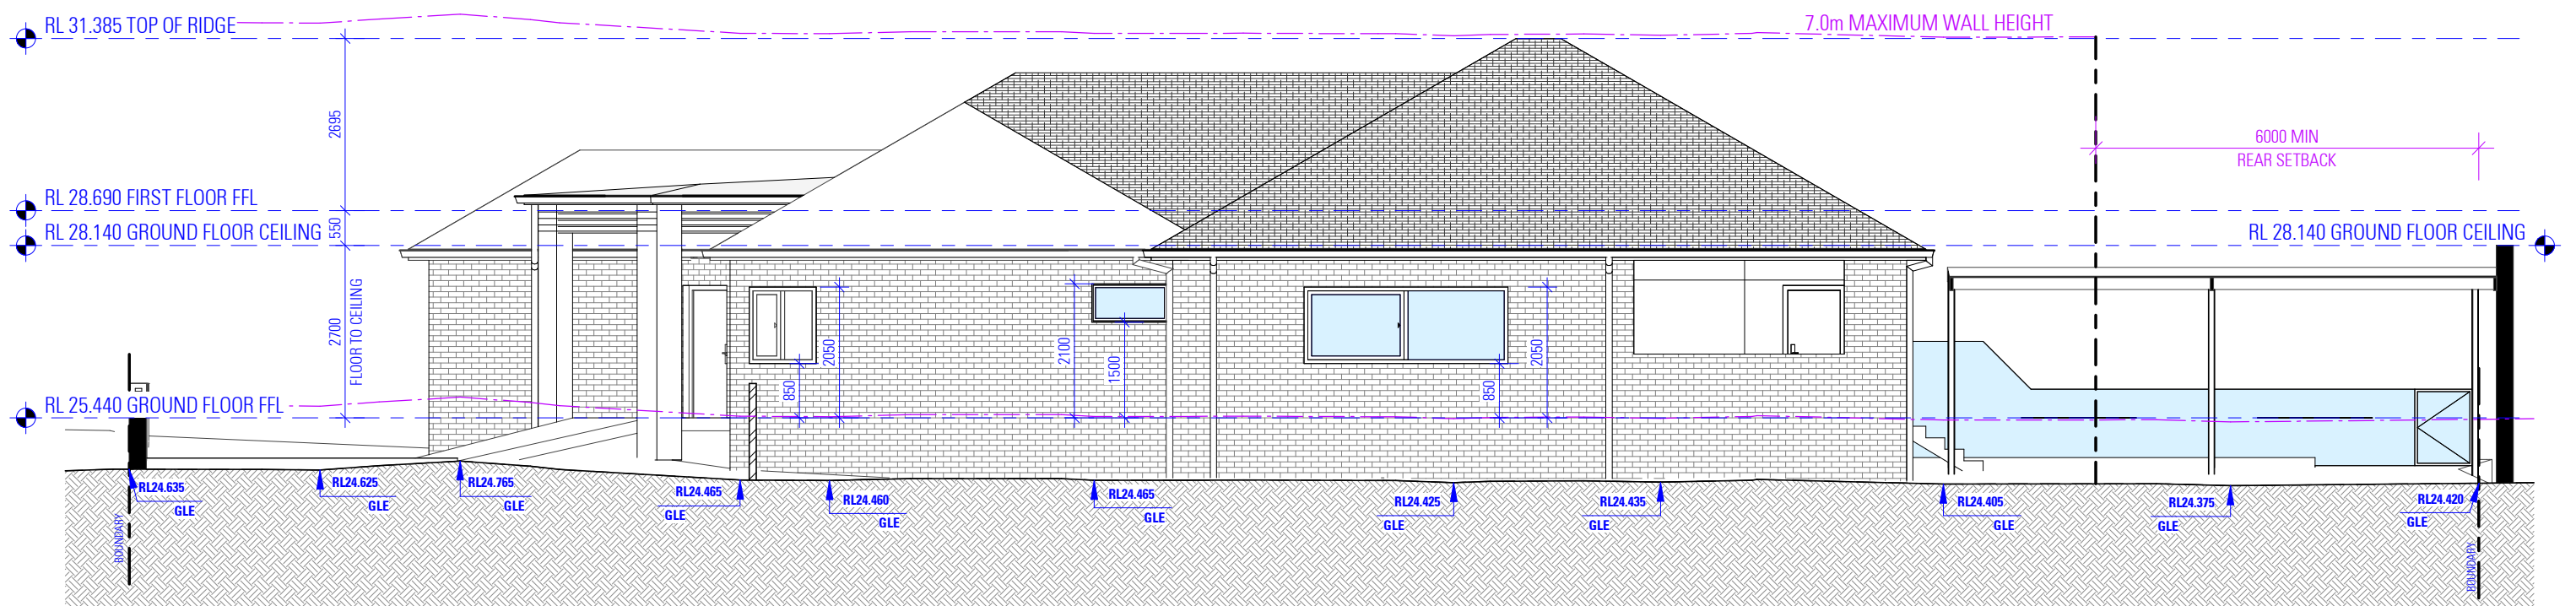 RL 31.385 TOP OF RIDGE
7.0m MAXIMUM WALL HEIGHT
2695
6000 MIN
REAR SETBACK
RL 28.690 FIRST FLOOR FFL
550
RL 28.140 GROUND FLOOR CEILING
RL 28.140 GROUND FLOOR CEILING
2700
FLOOR TO CEILING
850
2050
2100
1500
850
2050
RL 25.440 GROUND FLOOR FFL
RL24.635
GLE
RL24.625
GLE
RL24.765
GLE
RL24.465
GLE
RL24.460
GLE
RL24.465
GLE
RL24.425
GLE
RL24.435
GLE
RL24.405
GLE
RL24.375
GLE
RL24.420
GLE
BOUNDARY
BOUNDARY